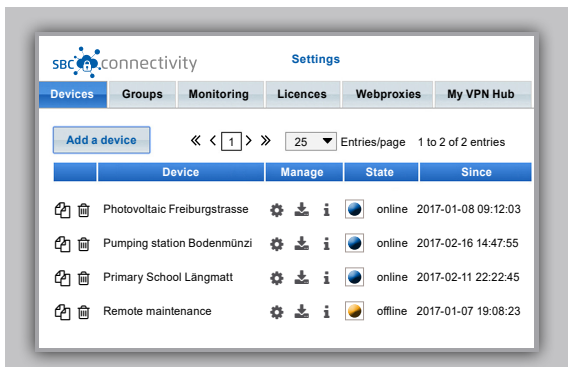 SBC connectivity Settings
Devices Groups Monitoring Licences Webproxies My VPN Hub
Add a device « < 1 > » 25 Entries/page 1 to 2 of 2 entries
Device Manage State Since
Photovoltaic Freiburgstrasse i online 2017-01-08 09:12:03
Pumping station Bodenmünzi i online 2017-02-16 14:47:55
Primary School Längmatt i online 2017-02-11 22:22:45
Remote maintenance i offline 2017-01-07 19:08:23